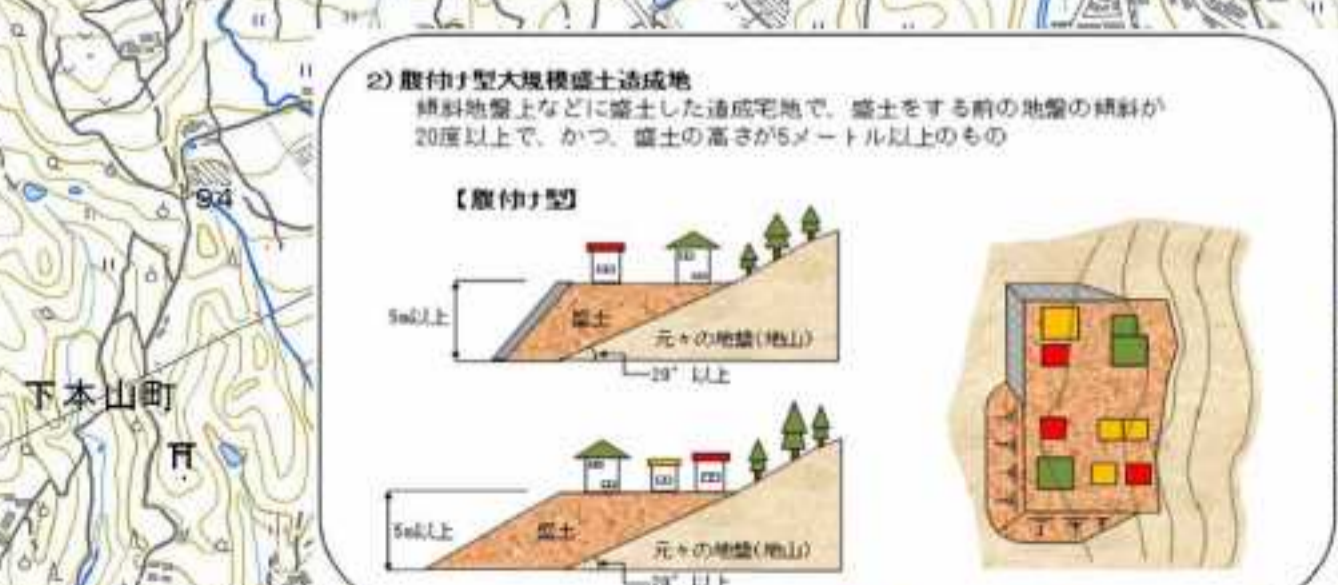 2)腹付け型大規模盛土造成地
傾斜地盤上などに盛土した造成宅地で、盛土をする前の地盤の傾斜が
20度以上で、かつ、盛土の高さが5メートル以上のもの
【腹付け型】
94
5m以上
盛土
元々の地盤(地山)
20°以上
下本山町
5m以上
盛土
元々の地盤(地山)
20°以上